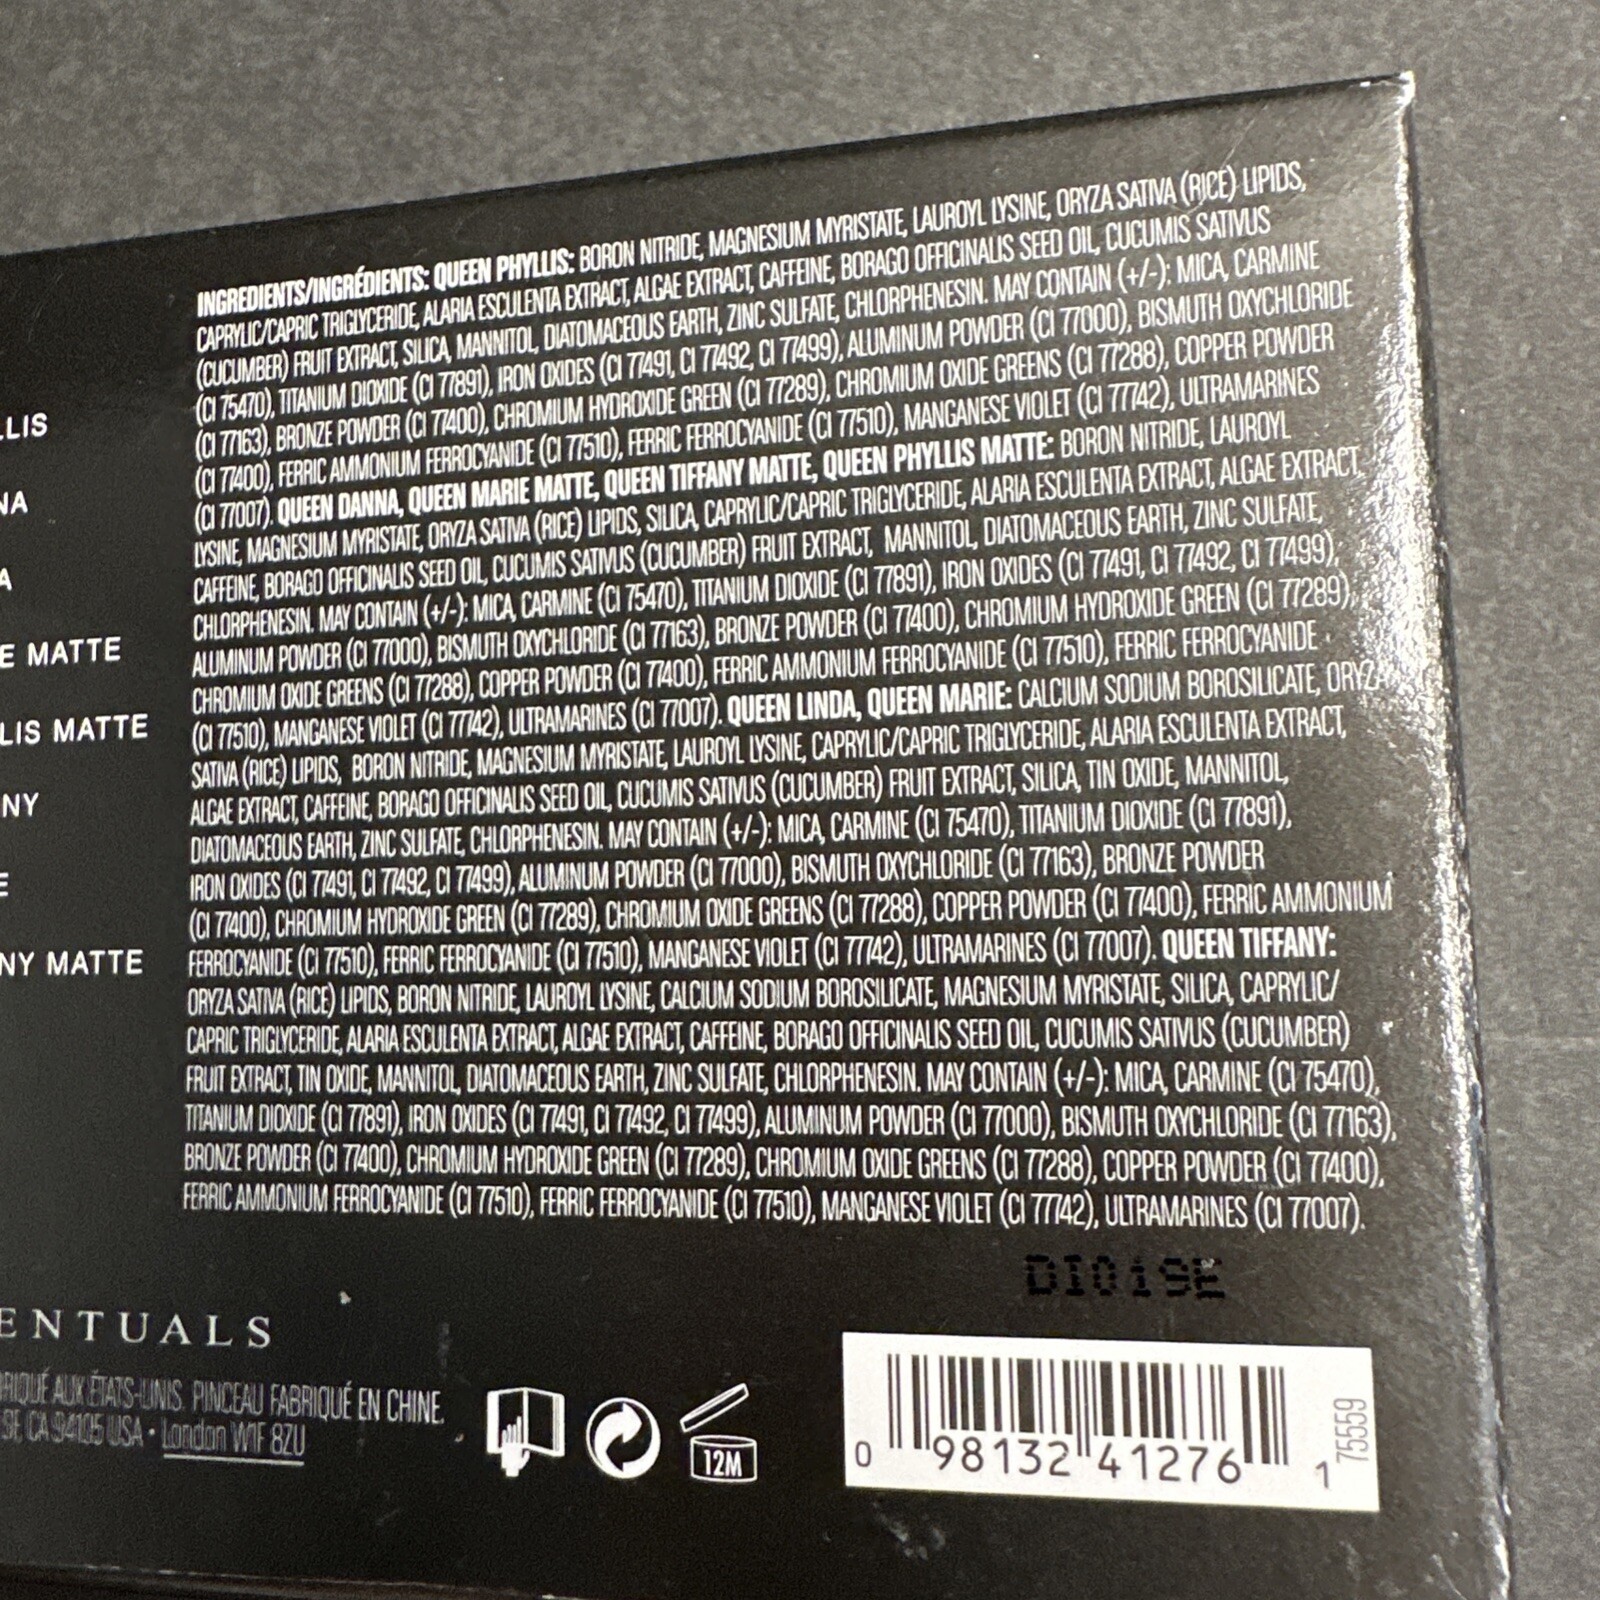 LLIS
NA
A
E MATTE
LIS MATTE
NY
E
NY MATTE
INGREDIENTS/INGRÉDIENTS: QUEEN PHYLLIS: BORON NITRIDE, MAGNESIUM MYRISTATE, LAUROYL LYSINE, ORYZA SATIVA (RICE) LIPIDS,
CAPRYLIC/CAPRIC TRIGLYCERIDE, ALARIA ESCULENTA EXTRACT, ALGAE EXTRACT, CAFFEINE, BORAGO OFFICINALIS SEED OIL, CUCUMIS SATIVUS
(CUCUMBER) FRUIT EXTRACT, SILICA, MANNITOL, DIATOMACEOUS EARTH, ZINC SULFATE, CHLORPHENESIN. MAY CONTAIN (+/-): MICA, CARMINE
(CI 75470), TITANIUM DIOXIDE (CI 77891), IRON OXIDES (CI 77491, CI 77492, CI 77499), ALUMINUM POWDER (CI 77000), BISMUTH OXYCHLORIDE
(CI 77163), BRONZE POWDER (CI 77400), CHROMIUM HYDROXIDE GREEN (CI 77289), CHROMIUM OXIDE GREENS (CI 77288), COPPER POWDER
(CI 77400), FERRIC AMMONIUM FERROCYANIDE (CI 77510), FERRIC FERROCYANIDE (CI 77510), MANGANESE VIOLET (CI 77742), ULTRAMARINES
(CI 77007). QUEEN DANNA, QUEEN MARIE MATTE, QUEEN TIFFANY MATTE, QUEEN PHYLLIS MATTE: BORON NITRIDE, LAUROYL
LYSINE, MAGNESIUM MYRISTATE, ORYZA SATIVA (RICE) LIPIDS, SILICA, CAPRYLIC/CAPRIC TRIGLYCERIDE, ALARIA ESCULENTA EXTRACT, ALGAE EXTRACT,
CAFFEINE, BORAGO OFFICINALIS SEED OIL, CUCUMIS SATIVUS (CUCUMBER) FRUIT EXTRACT, MANNITOL, DIATOMACEOUS EARTH, ZINC SULFATE,
CHLORPHENESIN. MAY CONTAIN (+/-): MICA, CARMINE (CI 75470), TITANIUM DIOXIDE (CI 77891), IRON OXIDES (CI 77491, CI 77492, CI 77499),
ALUMINUM POWDER (CI 77000), BISMUTH OXYCHLORIDE (CI 77163), BRONZE POWDER (CI 77400), CHROMIUM HYDROXIDE GREEN (CI 77289),
CHROMIUM OXIDE GREENS (CI 77288), COPPER POWDER (CI 77400), FERRIC AMMONIUM FERROCYANIDE (CI 77510), FERRIC FERROCYANIDE
(CI 77510), MANGANESE VIOLET (CI 77742), ULTRAMARINES (CI 77007). QUEEN LINDA, QUEEN MARIE: CALCIUM SODIUM BOROSILICATE, ORYZA
SATIVA (RICE) LIPIDS, BORON NITRIDE, MAGNESIUM MYRISTATE, LAUROYL LYSINE, CAPRYLIC/CAPRIC TRIGLYCERIDE, ALARIA ESCULENTA EXTRACT,
ALGAE EXTRACT, CAFFEINE, BORAGO OFFICINALIS SEED OIL, CUCUMIS SATIVUS (CUCUMBER) FRUIT EXTRACT, SILICA, TIN OXIDE, MANNITOL,
DIATOMACEOUS EARTH, ZINC SULFATE, CHLORPHENESIN. MAY CONTAIN (+/-): MICA, CARMINE (CI 75470), TITANIUM DIOXIDE (CI 77891),
IRON OXIDES (CI 77491, CI 77492, CI 77499), ALUMINUM POWDER (CI 77000), BISMUTH OXYCHLORIDE (CI 77163), BRONZE POWDER
(CI 77400), CHROMIUM HYDROXIDE GREEN (CI 77289), CHROMIUM OXIDE GREENS (CI 77288), COPPER POWDER (CI 77400), FERRIC AMMONIUM
FERROCYANIDE (CI 77510), FERRIC FERROCYANIDE (CI 77510), MANGANESE VIOLET (CI 77742), ULTRAMARINES (CI 77007). QUEEN TIFFANY:
ORYZA SATIVA (RICE) LIPIDS, BORON NITRIDE, LAUROYL LYSINE, CALCIUM SODIUM BOROSILICATE, MAGNESIUM MYRISTATE, SILICA, CAPRYLIC/
CAPRIC TRIGLYCERIDE, ALARIA ESCULENTA EXTRACT, ALGAE EXTRACT, CAFFEINE, BORAGO OFFICINALIS SEED OIL, CUCUMIS SATIVUS (CUCUMBER)
FRUIT EXTRACT, TIN OXIDE, MANNITOL, DIATOMACEOUS EARTH, ZINC SULFATE, CHLORPHENESIN. MAY CONTAIN (+/-): MICA, CARMINE (CI 75470),
TITANIUM DIOXIDE (CI 77891), IRON OXIDES (CI 77491, CI 77492, CI 77499), ALUMINUM POWDER (CI 77000), BISMUTH OXYCHLORIDE (CI 77163),
BRONZE POWDER (CI 77400), CHROMIUM HYDROXIDE GREEN (CI 77289), CHROMIUM OXIDE GREENS (CI 77288), COPPER POWDER (CI 77400),
FERRIC AMMONIUM FERROCYANIDE (CI 77510), FERRIC FERROCYANIDE (CI 77510), MANGANESE VIOLET (CI 77742), ULTRAMARINES (CI 77007).
DI019E
ENTUALS
RIQUÉ AUX ÉTATS-UNIS. PINCEAU FABRIQUÉ EN CHINE.
CA 94105 USA • London W1F 8ZU
12M
0 98132 41276 1
75559